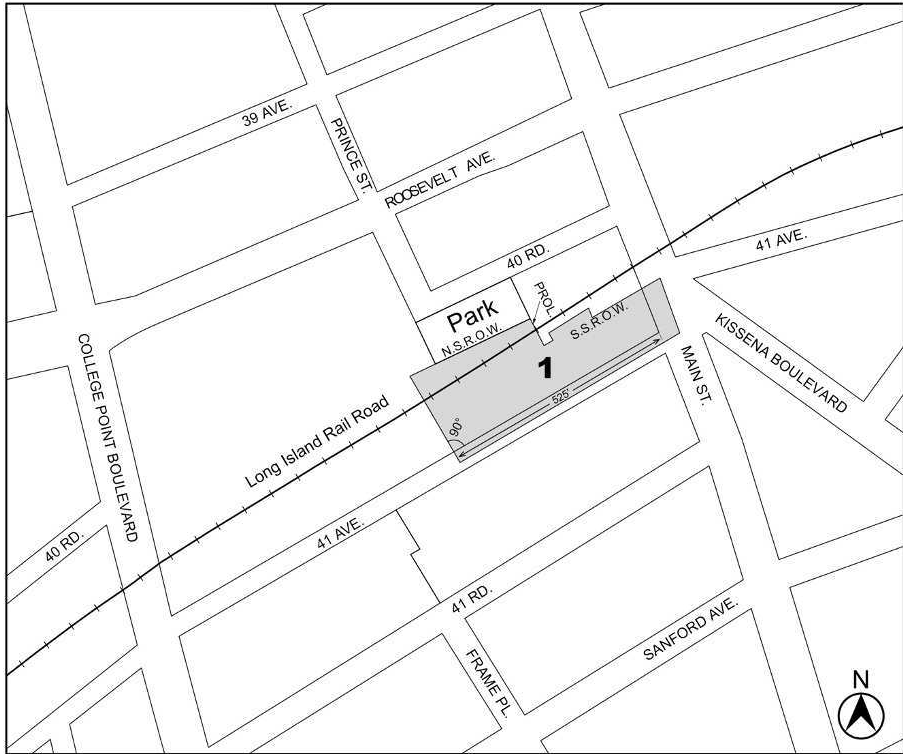 39 AVE.
PRINCE ST.
ROOSEVELT AVE.
40 RD.
41 AVE.
PROL
Park
N.S.R.O.W.
S.S.R.O.W.
KISSENA BOULEVARD
COLLEGE POINT BOULEVARD
1
MAIN ST.
525'
90°
Long Island Rail Road
41 AVE.
40 RD.
41 RD.
SANFORD AVE.
FRAME PL.
N